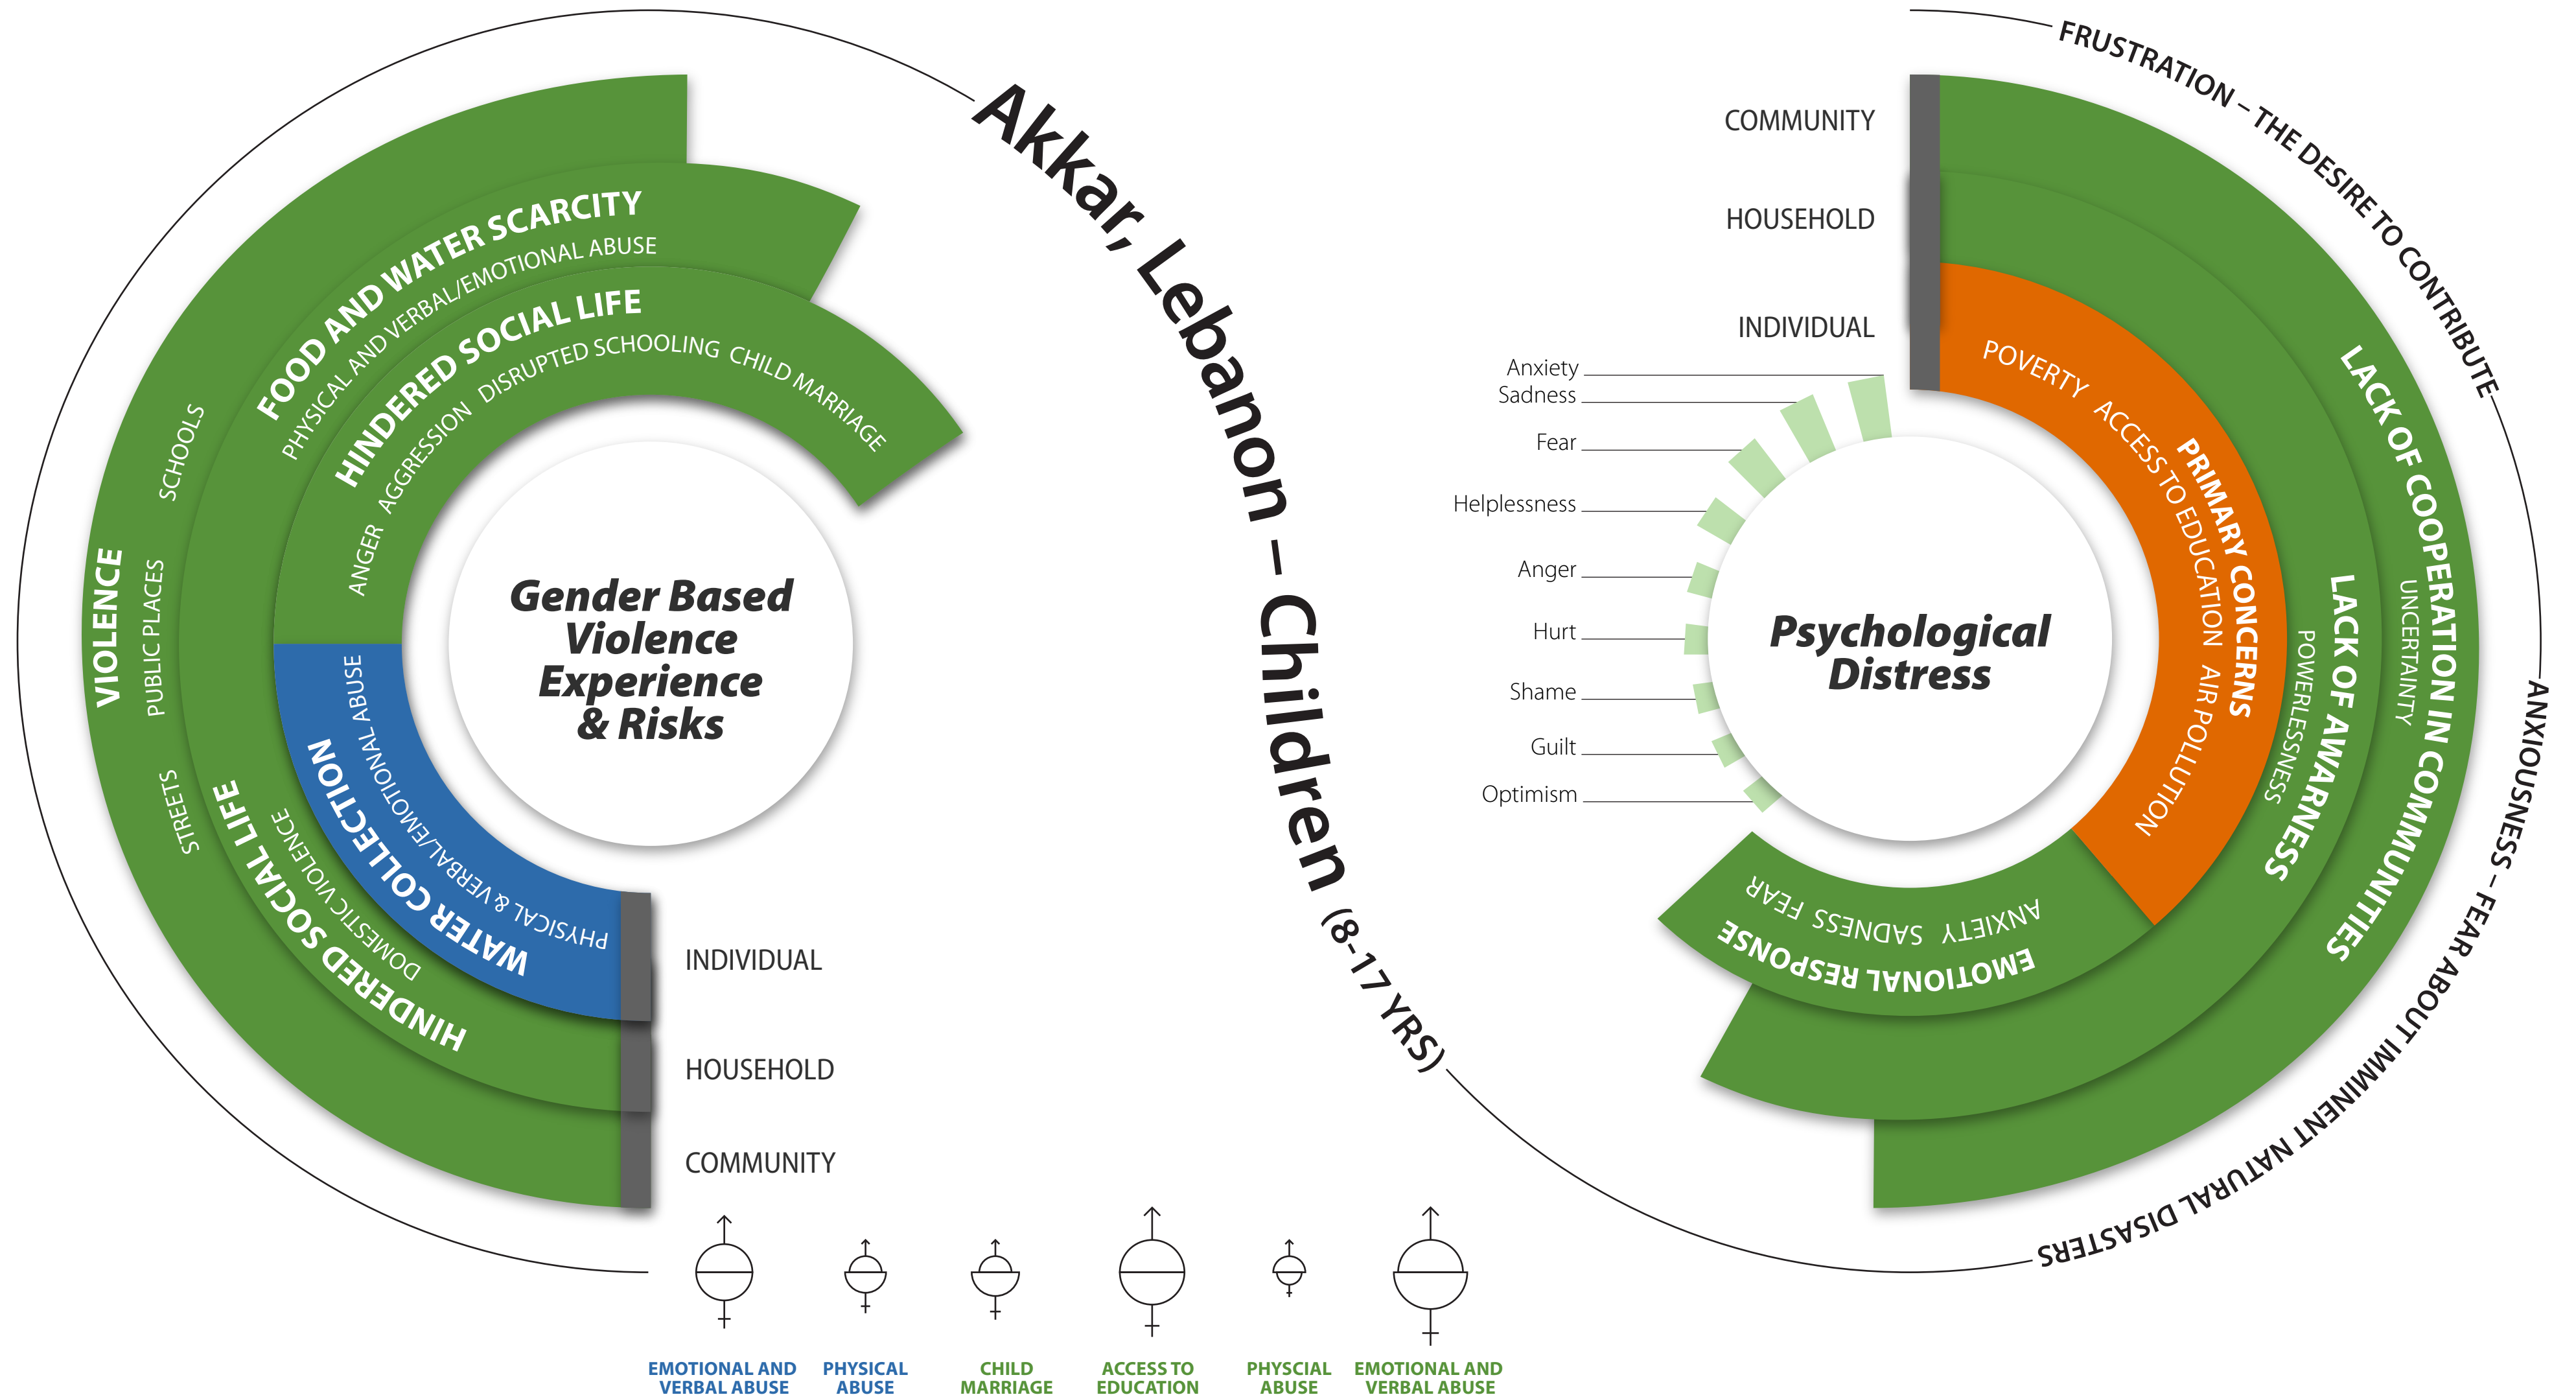 Akkar, Lebanon – Children (8-17 YRS)
VIOLENCE
SCHOOLS
PUBLIC PLACES
STREETS
FOOD AND WATER SCARCITY
PHYSICAL AND VERBAL/EMOTIONAL ABUSE
HINDERED SOCIAL LIFE
ANGER AGGRESSION DISRUPTED SCHOOLING CHILD MARRIAGE
HINDERED SOCIAL LIFE
DOMESTIC VIOLENCE
WATER COLLECTION
PHYSICAL & VERBAL/EMOTIONAL ABUSE
Gender Based
Violence
Experience
& Risks
INDIVIDUAL
HOUSEHOLD
COMMUNITY
EMOTIONAL AND
VERBAL ABUSE
PHYSICAL
ABUSE
CHILD
MARRIAGE
ACCESS TO
EDUCATION
PHYSCIAL
ABUSE
EMOTIONAL AND
VERBAL ABUSE
COMMUNITY
HOUSEHOLD
INDIVIDUAL
Anxiety
Sadness
Fear
Helplessness
Anger
Hurt
Shame
Guilt
Optimism
Psychological
Distress
FRUSTRATION – THE DESIRE TO CONTRIBUTE
ANXIOUSNESS – FEAR ABOUT IMMINENT NATURAL DISASTERS
LACK OF COOPERATION IN COMMUNITIES
UNCERTAINTY
LACK OF AWARNESS
POWERLESSNESS
PRIMARY CONCERNS
POVERTY ACCESS TO EDUCATION AIR POLLUTION
EMOTIONAL RESPONSE
ANXIETY SADNESS FEAR